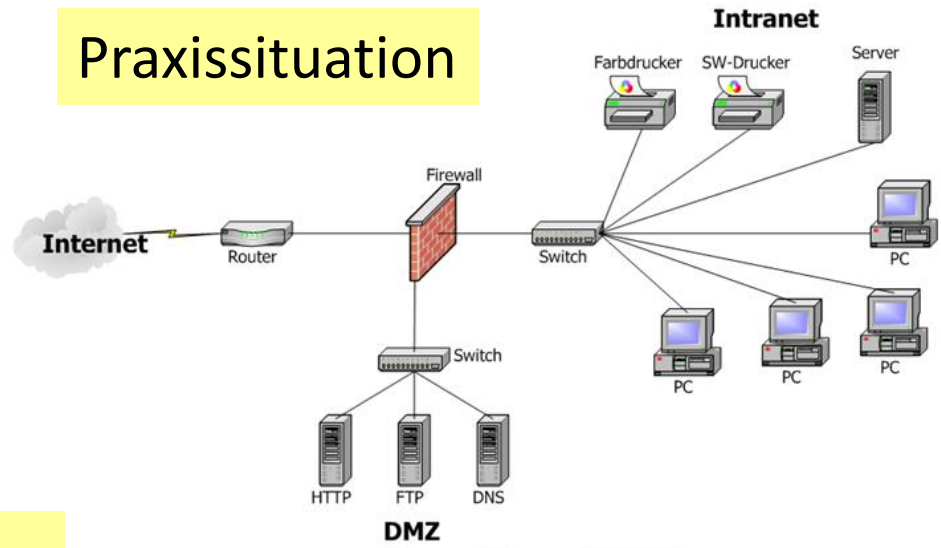 Praxissituation
Intranet
Farbdrucker
SW-Drucker
Server
Firewall
Internet
Router
Switch
PC
PC
PC
PC
Switch
HTTP
FTP
DNS
DMZ